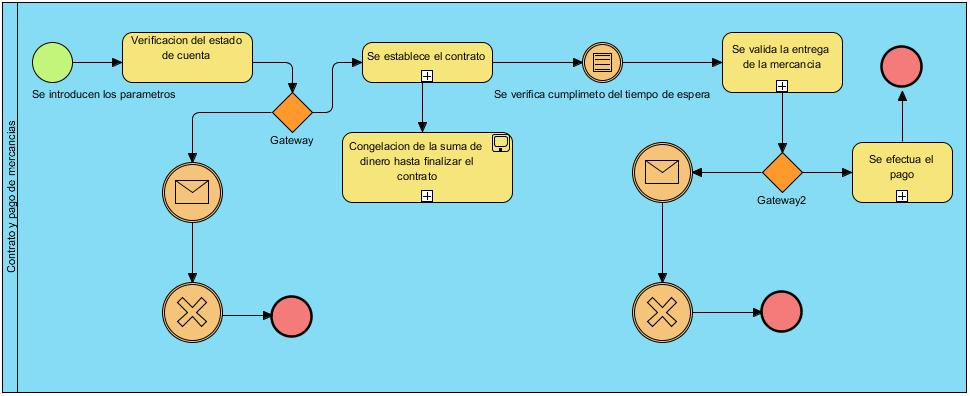 Contrato y pago de mercancias
Se introducen los parametros
Verificacion del estado
de cuenta
Gateway
Se establece el contrato
Congelacion de la suma de
dinero hasta finalizar el
contrato
Se verifica cumplimeto del tiempo de espera
Se valida la entrega
de la mercancia
Gateway2
Se efectua el
pago